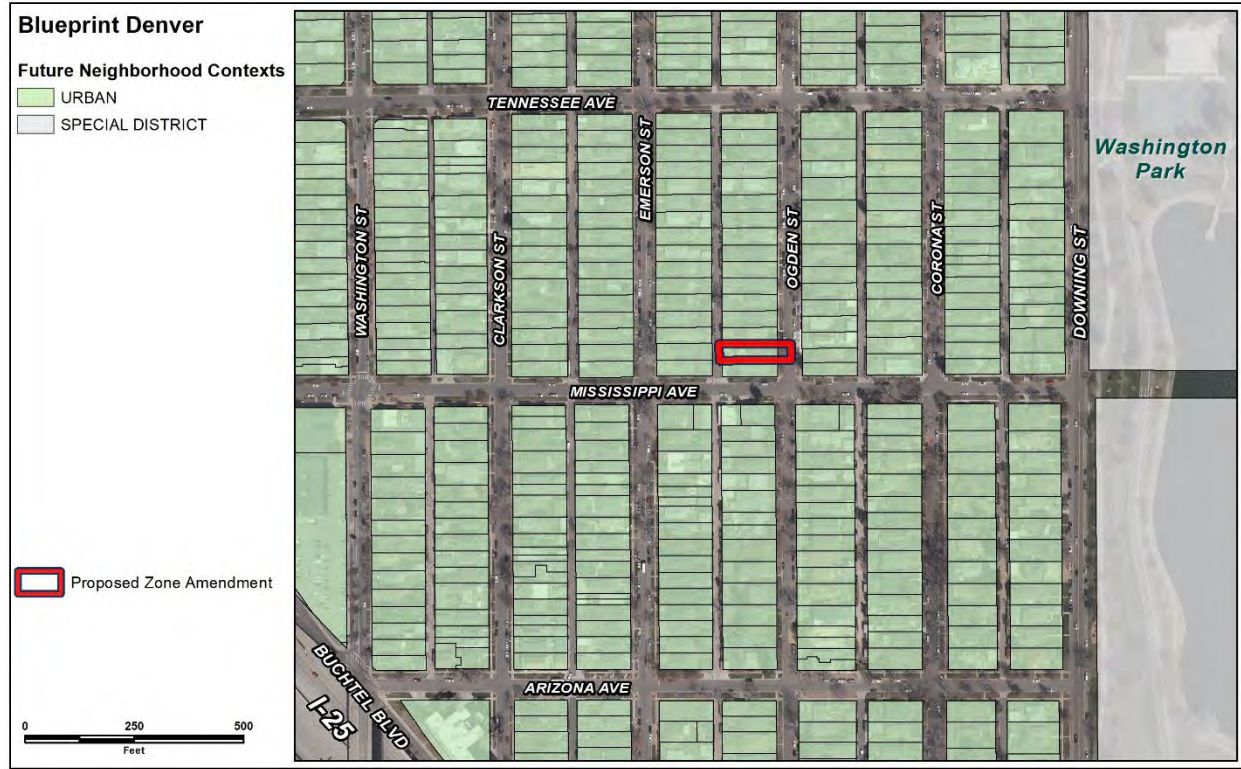 Blueprint Denver
Future Neighborhood Contexts
URBAN
SPECIAL DISTRICT
TENNESSEE AVE
Washington
Park
WASHINGTON ST
CLARKSON ST
EMERSON ST
OGDEN ST
CORONA ST
DOWNING ST
MISSISSIPPI AVE
Proposed Zone Amendment
ARIZONA AVE
BUCHTEL BLVD
I-25
0 250 500
Feet